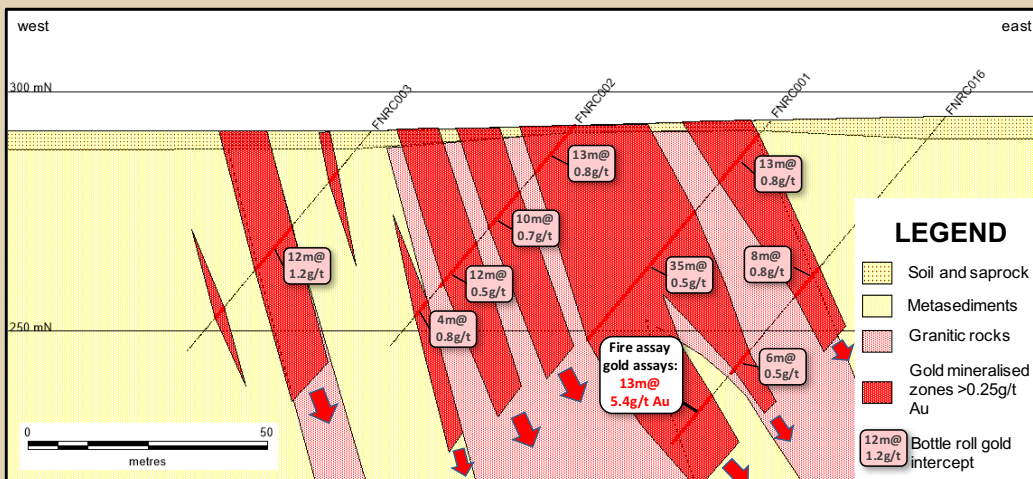 west
east
300 mN
FNRC003
FNRC002
FNRC001
FNRC016
13m@
0.8g/t
13m@
0.8g/t
10m@
0.7g/t
12m@
1.2g/t
12m@
0.5g/t
35m@
0.5g/t
8m@
0.8g/t
4m@
0.8g/t
250 mN
6m@
0.5g/t
Fire assay
gold assays:
13m@
5.4g/t Au
0
50
metres
LEGEND
Soil and saprock
Metasediments
Granitic rocks
Gold mineralised
zones >0.25g/t
Au
12m@
1.2g/t
Bottle roll gold
intercept